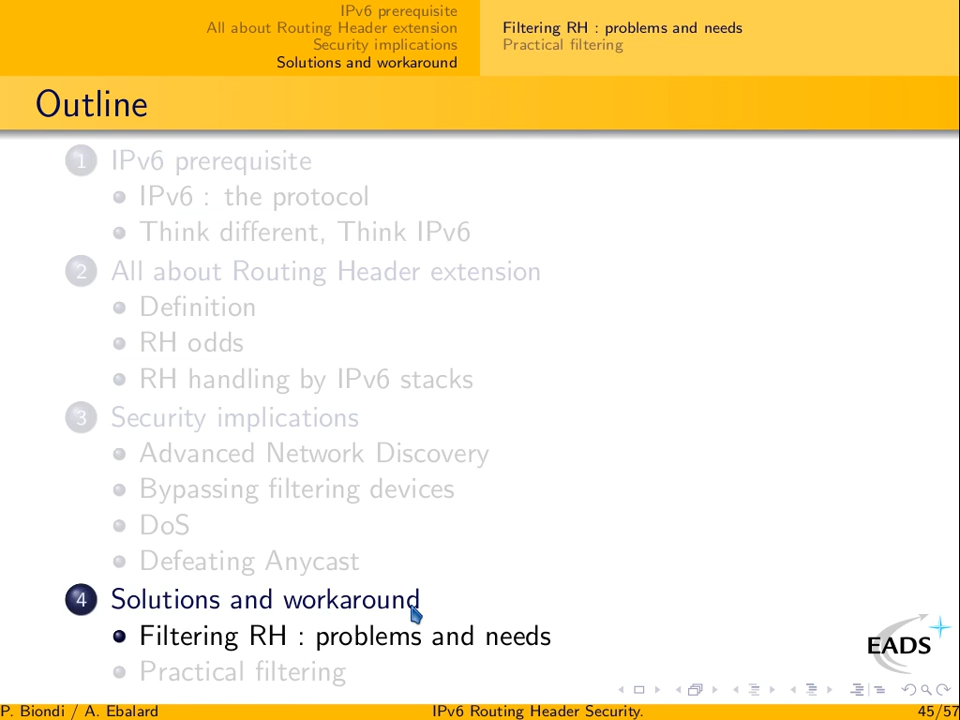 IPv6 prerequisite
All about Routing Header extension
Security implications
Solutions and workaround
Filtering RH : problems and needs
Practical filtering
Outline
1 IPv6 prerequisite
IPv6 : the protocol
Think different, Think IPv6
2 All about Routing Header extension
Definition
RH odds
RH handling by IPv6 stacks
3 Security implications
Advanced Network Discovery
Bypassing filtering devices
DoS
Defeating Anycast
4 Solutions and workaround
Filtering RH : problems and needs
Practical filtering
EADS
P. Biondi / A. Ebalard
IPv6 Routing Header Security.
45/57